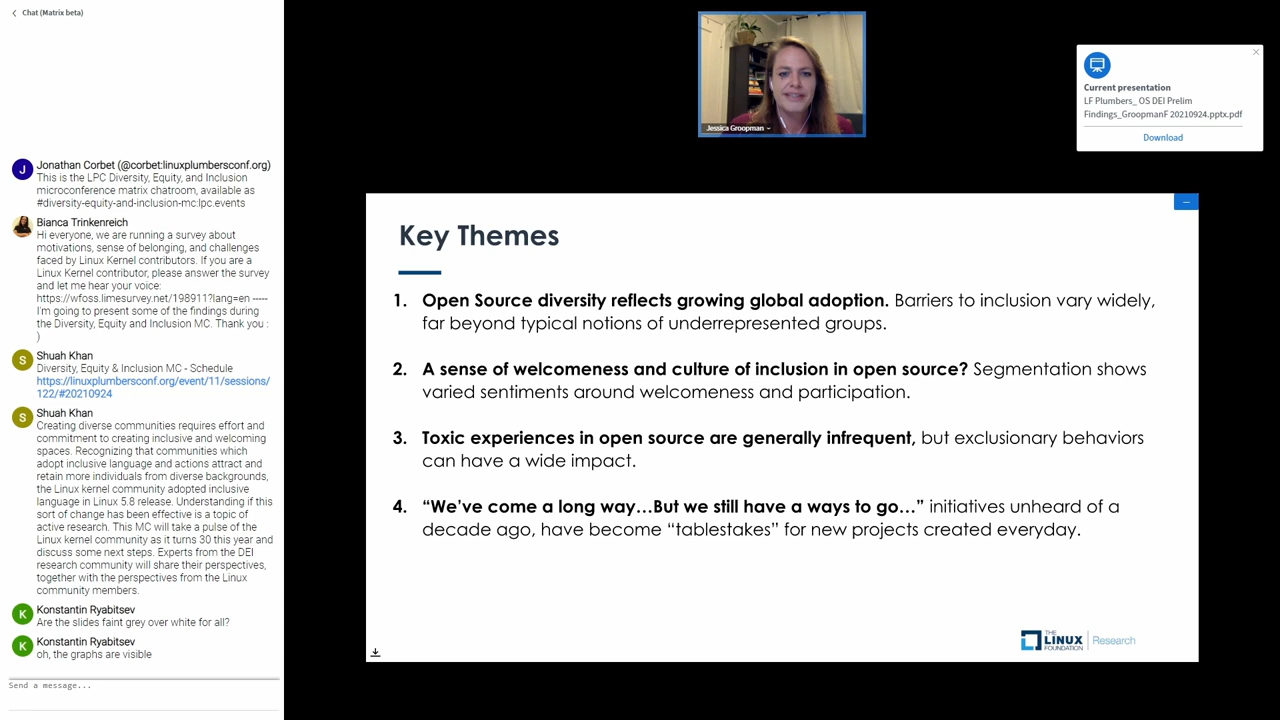 Chat (Matrix beta)
J
Jonathan Corbet (@corbet:linuxplumbersconf.org)
This is the LPC Diversity, Equity, and Inclusion
microconference matrix chatroom, available as
#diversity-equity-and-inclusion-mc:lpc.events
Bianca Trinkenreich
Hi everyone, we are running a survey about
motivations, sense of belonging, and challenges
faced by Linux Kernel contributors. If you are a
Linux Kernel contributor, please answer the survey
and let me hear your voice:
https://wfoss.limesurvey.net/198911?lang=en -----
I'm going to present some of the findings during
the Diversity, Equity and Inclusion MC. Thank you :
)
S
Shuah Khan
Diversity, Equity & Inclusion MC - Schedule
https://linuxplumbersconf.org/event/11/sessions/
122/#20210924
S
Shuah Khan
Creating diverse communities requires effort and
commitment to creating inclusive and welcoming
spaces. Recognizing that communities which
adopt inclusive language and actions attract and
retain more individuals from diverse backgrounds,
the Linux kernel community adopted inclusive
language in Linux 5.8 release. Understanding if this
sort of change has been effective is a topic of
active research. This MC will take a pulse of the
Linux kernel community as it turns 30 this year and
discuss some next steps. Experts from the DEI
research community will share their perspectives,
together with the perspectives from the Linux
community members.
K
Konstantin Ryabitsev
Are the slides faint grey over white for all?
K
Konstantin Ryabitsev
oh, the graphs are visible
Send a message...
Jessica Groopman
Current presentation
LF Plumbers_ OS DEI Prelim
Findings_GroopmanF 20210924.pptx.pdf
Download
Key Themes
1. Open Source diversity reflects growing global adoption. Barriers to inclusion vary widely,
far beyond typical notions of underrepresented groups.
2. A sense of welcomeness and culture of inclusion in open source? Segmentation shows
varied sentiments around welcomeness and participation.
3. Toxic experiences in open source are generally infrequent, but exclusionary behaviors
can have a wide impact.
4. “We’ve come a long way…But we still have a ways to go…” initiatives unheard of a
decade ago, have become “tablestakes” for new projects created everyday.
THE
LINUX
FOUNDATION
Research